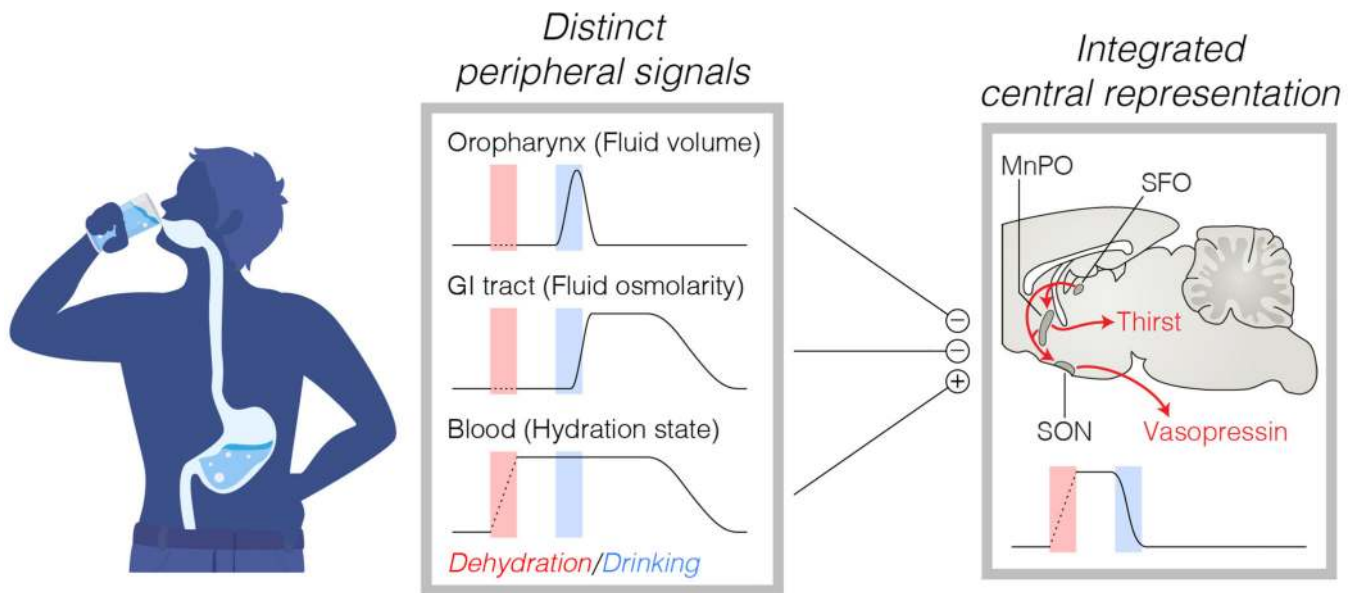 Distinct
peripheral signals
Oropharynx (Fluid volume)
GI tract (Fluid osmolarity)
Blood (Hydration state)
Dehydration/Drinking
−
−
+
Integrated
central representation
MnPO
SFO
Thirst
SON
Vasopressin